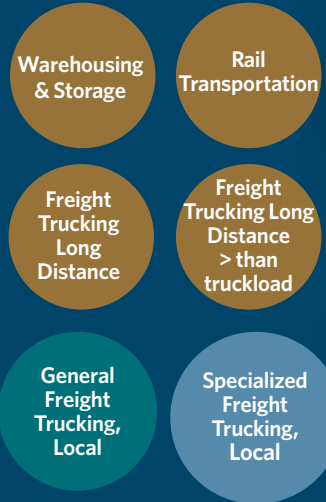 Warehousing
& Storage
Rail
Transportation
Freight
Trucking
Long
Distance
Freight
Trucking Long
Distance
> than
truckload
General
Freight
Trucking,
Local
Specialized
Freight
Trucking,
Local